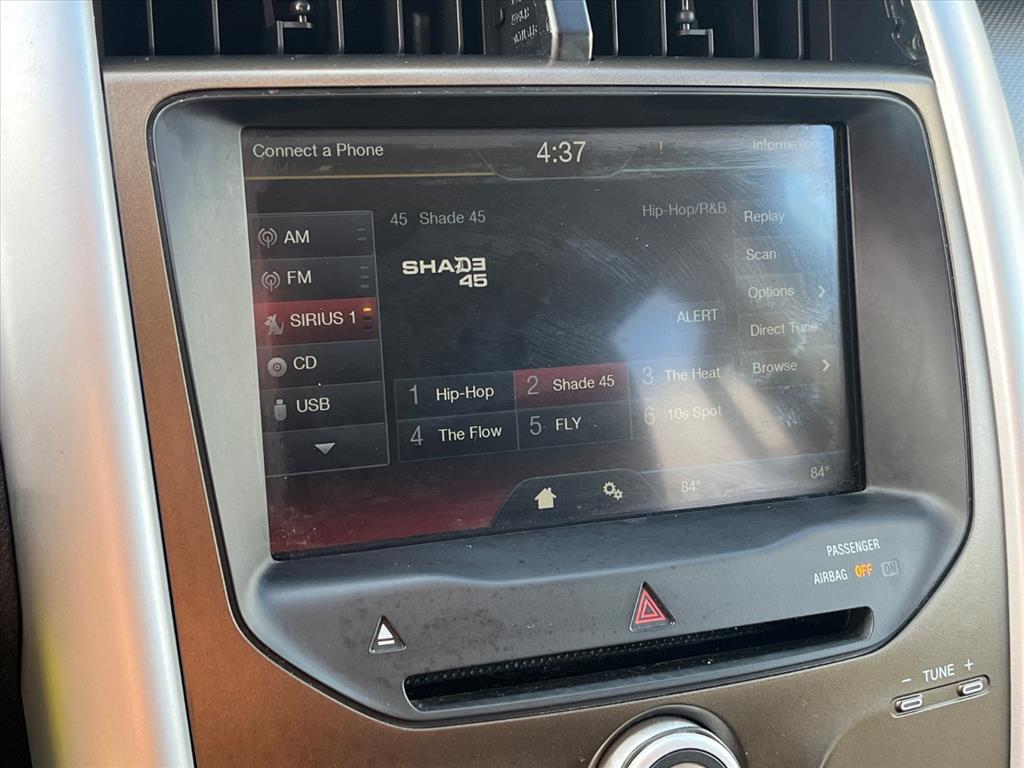 Connect a Phone
4:37
Information
45 Shade 45
Hip-Hop/R&B
SHADE
45
AM
FM
SIRIUS 1
CD
USB
Replay
Scan
Options
Direct Tune
Browse
ALERT
1 Hip-Hop
2 Shade 45
3 The Heat
4 The Flow
5 FLY
6 10s Spot
84°
84°
PASSENGER
AIRBAG OFF ON
- TUNE +